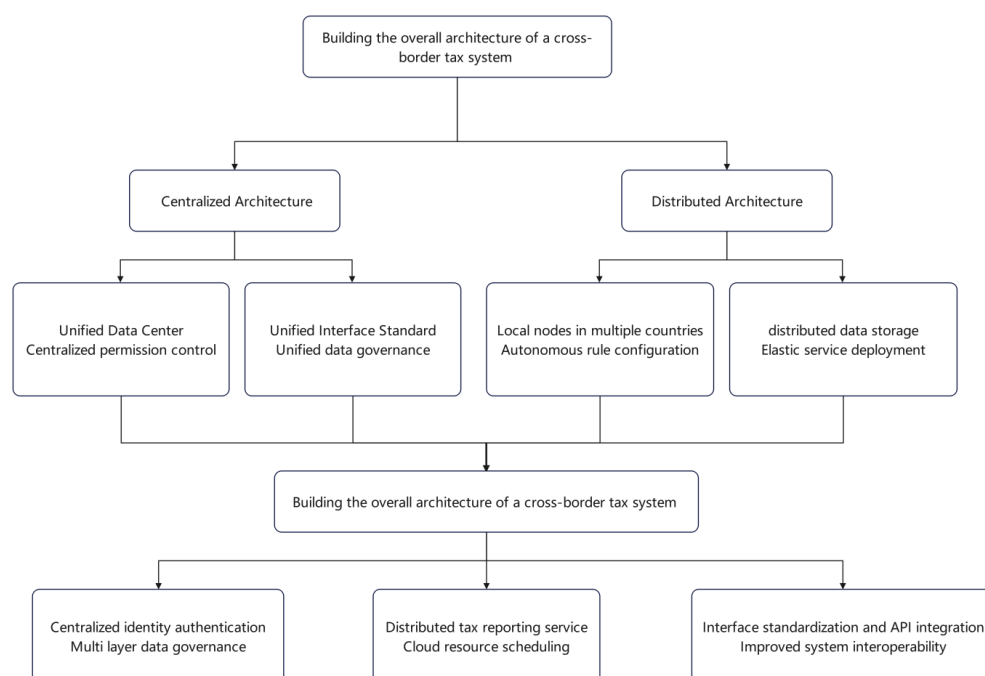 Building the overall architecture of a cross-
border tax system
Centralized Architecture
Distributed Architecture
Unified Data Center
Centralized permission control
Unified Interface Standard
Unified data governance
Local nodes in multiple countries
Autonomous rule configuration
distributed data storage
Elastic service deployment
Building the overall architecture of a cross-border tax system
Centralized identity authentication
Multi layer data governance
Distributed tax reporting service
Cloud resource scheduling
Interface standardization and API integration
Improved system interoperability